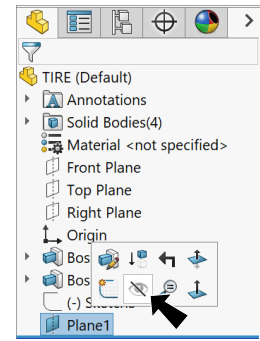 TIRE (Default)
Annotations
Solid Bodies(4)
Material <not specified>
Front Plane
Top Plane
Right Plane
Origin
Bos
Bos
(-) Sketch
Plane1